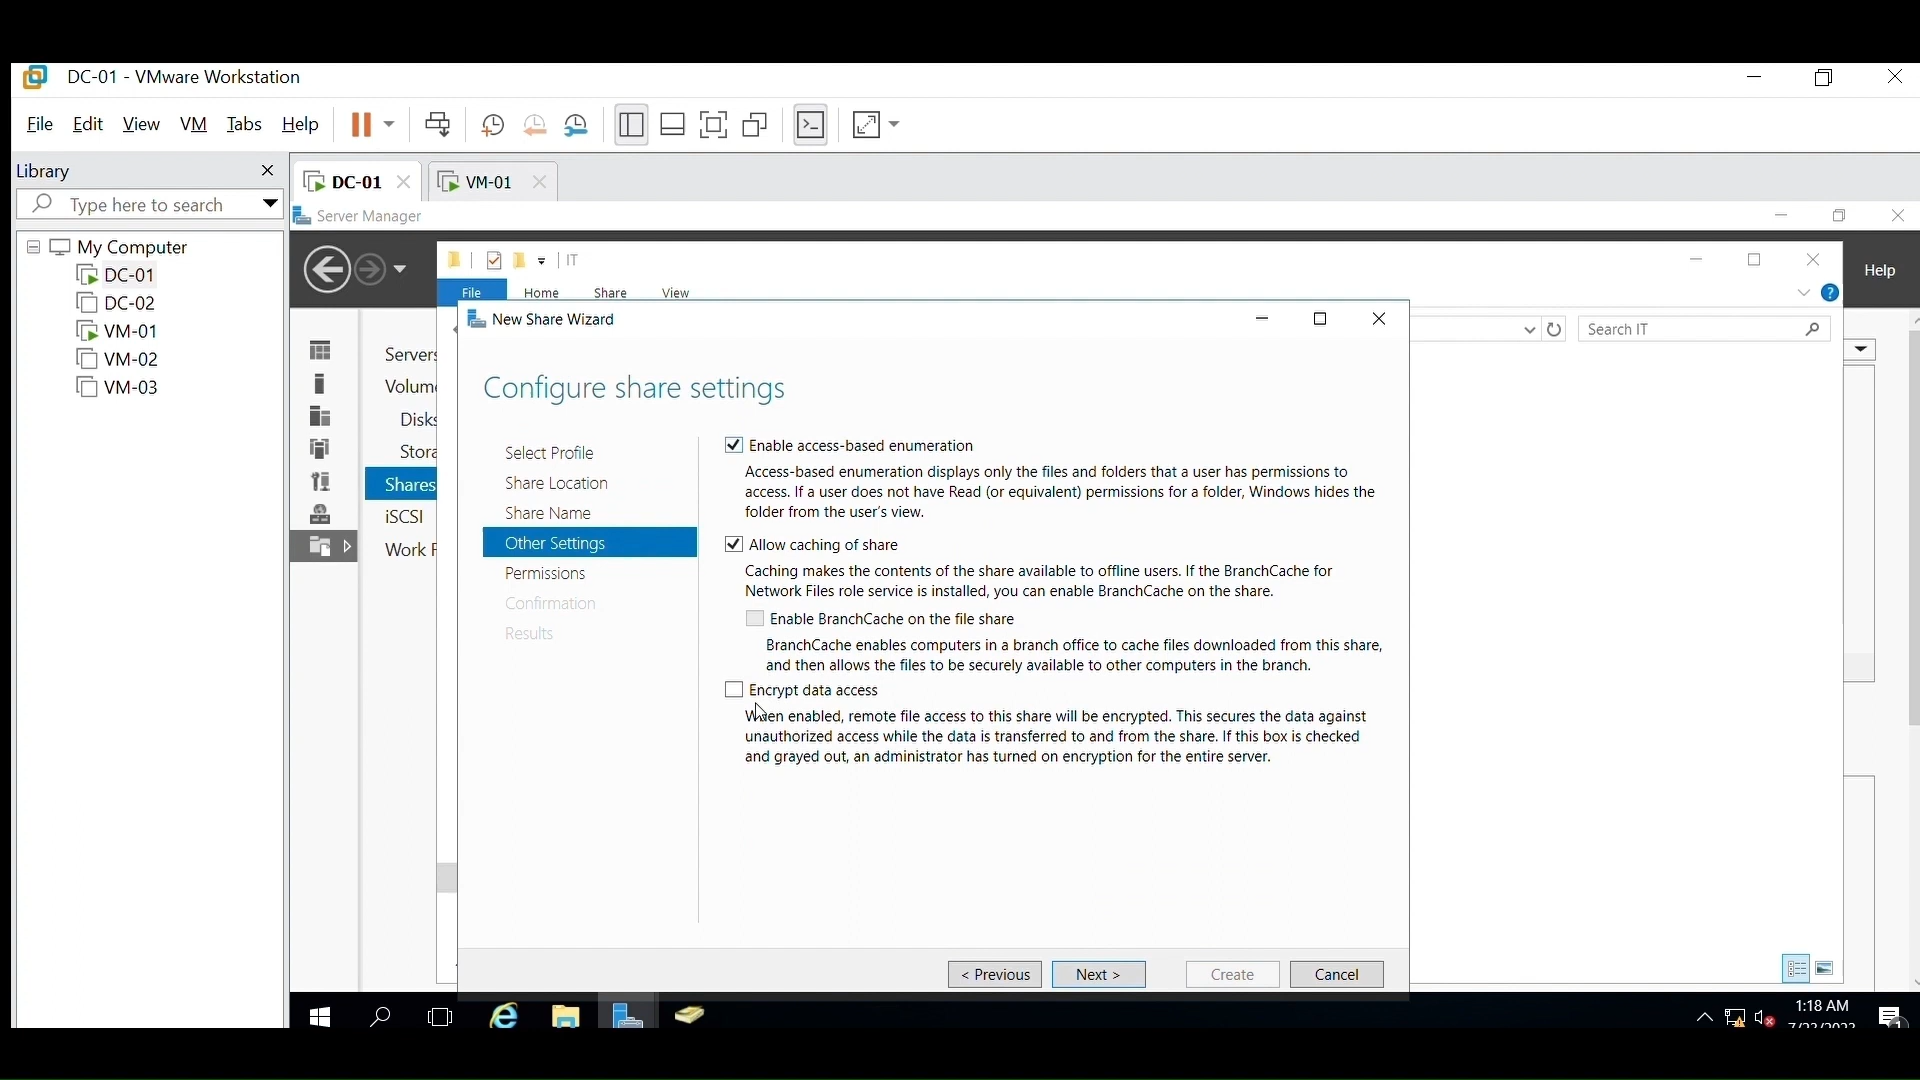 DC-01 - VMware Workstation
File Edit View VM Tabs Help
Library
Type here to search
My Computer
DC-01
DC-02
VM-01
VM-02
VM-03
DC-01
VM-01
Server Manager
Help
IT
File Home Share View
Search IT
Servers
Volum
Disks
Stora
Shares
iSCSI
Work F
New Share Wizard
Configure share settings
Select Profile
Share Location
Share Name
Other Settings
Permissions
Confirmation
Results
Enable access-based enumeration
Access-based enumeration displays only the files and folders that a user has permissions to
access. If a user does not have Read (or equivalent) permissions for a folder, Windows hides the
folder from the user's view.
Allow caching of share
Caching makes the contents of the share available to offline users. If the BranchCache for
Network Files role service is installed, you can enable BranchCache on the share.
Enable BranchCache on the file share
BranchCache enables computers in a branch office to cache files downloaded from this share,
and then allows the files to be securely available to other computers in the branch.
Encrypt data access
When enabled, remote file access to this share will be encrypted. This secures the data against
unauthorized access while the data is transferred to and from the share. If this box is checked
and grayed out, an administrator has turned on encryption for the entire server.
< Previous
Next >
Create
Cancel
1:18 AM